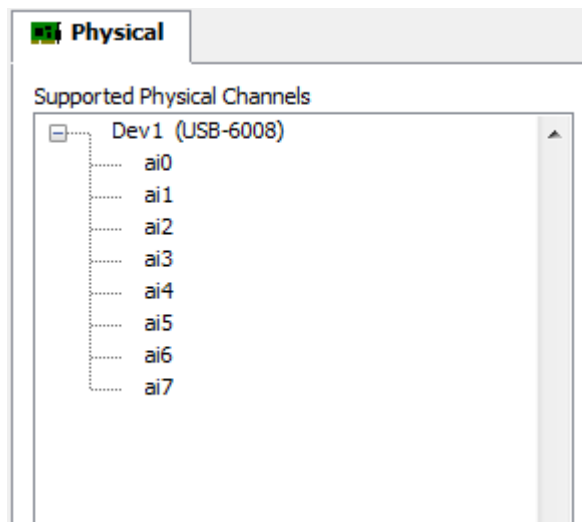 Physical
Supported Physical Channels
Dev1 (USB-6008)
ai0
ai1
ai2
ai3
ai4
ai5
ai6
ai7